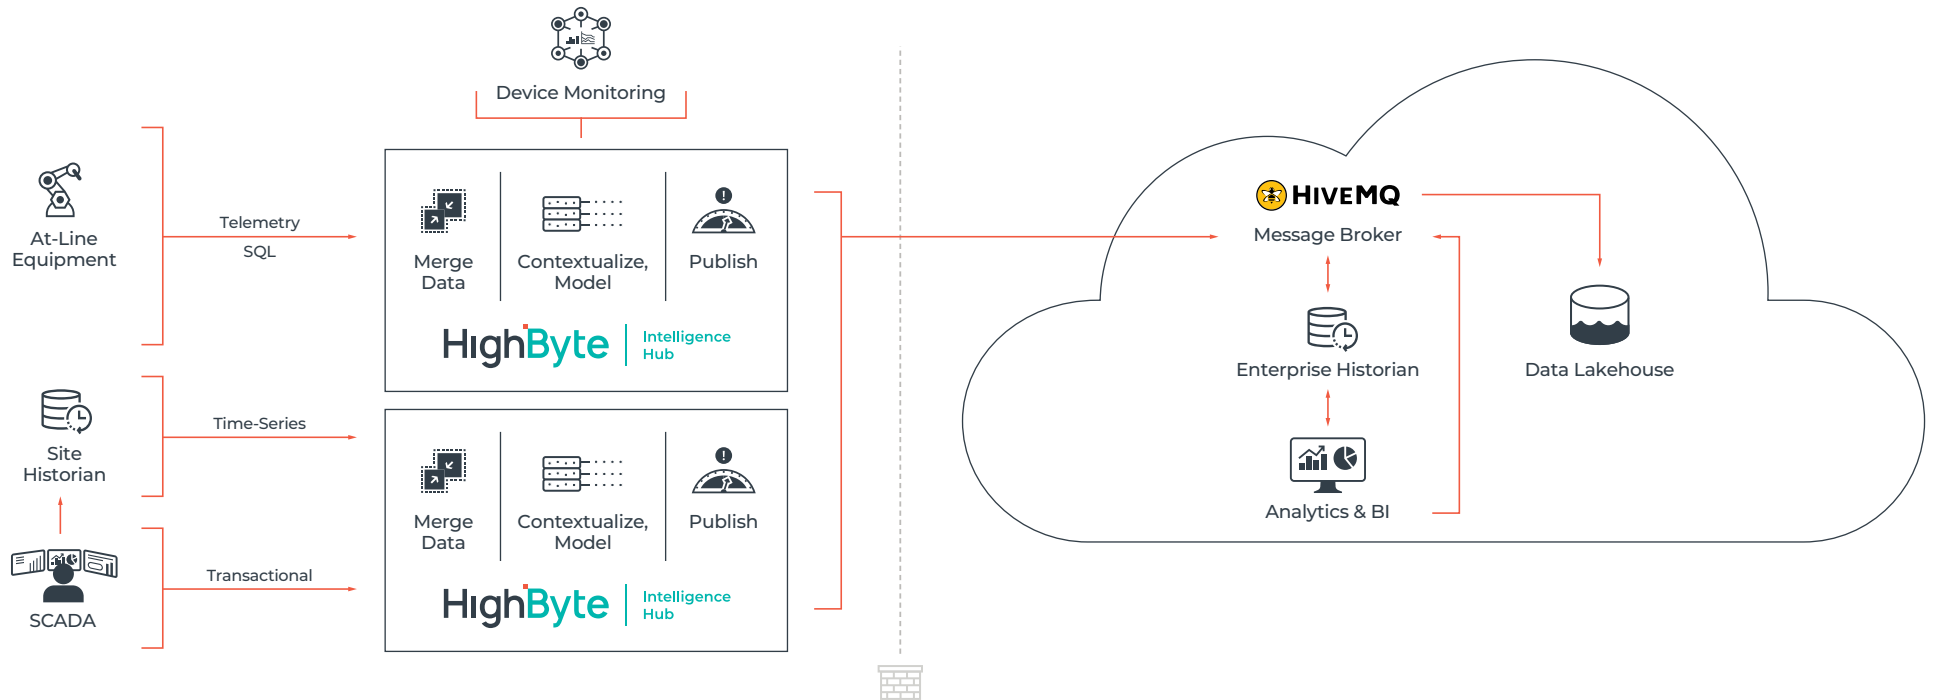 Device Monitoring
At-Line
Equipment
Telemetry
SQL
Merge
Data
Contextualize,
Model
Publish
HighByte
Intelligence
Hub
Site
Historian
Time-Series
SCADA
Transactional
Merge
Data
Contextualize,
Model
Publish
HighByte
Intelligence
Hub
HIVEMQ
Message Broker
Enterprise Historian
Analytics & BI
Data Lakehouse